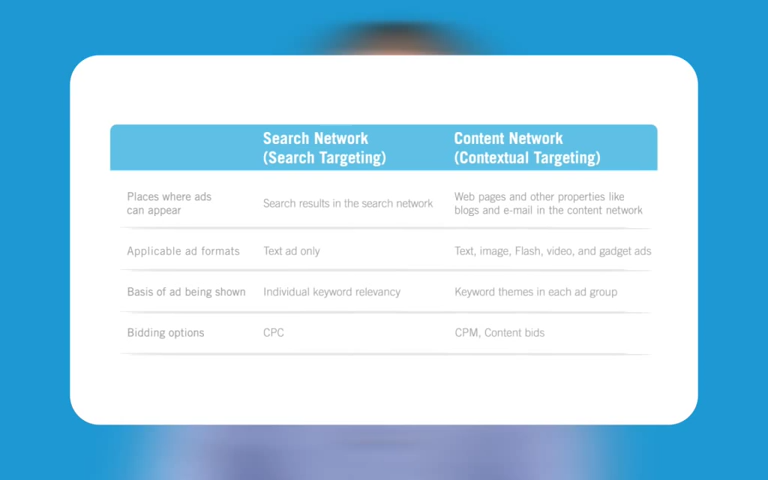 Search Network
(Search Targeting)
Content Network
(Contextual Targeting)
Places where ads
can appear
Search results in the search network
Web pages and other properties like
blogs and e-mail in the content network
Applicable ad formats
Text ad only
Text, image, Flash, video, and gadget ads
Basis of ad being shown
Individual keyword relevancy
Keyword themes in each ad group
Bidding options
CPC
CPM, Content bids